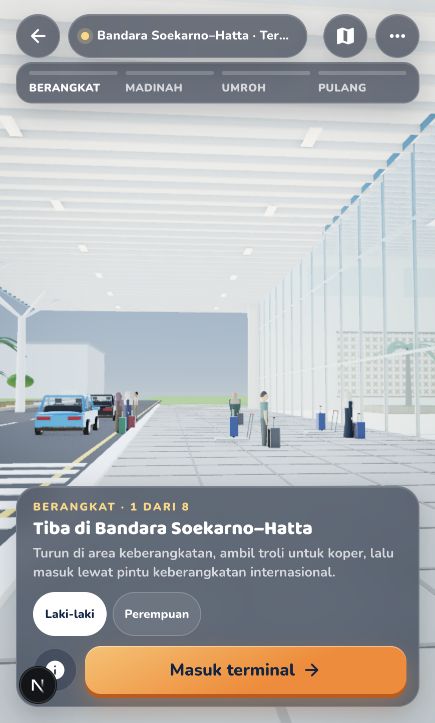 Bandara Soekarno–Hatta · Ter...
BERANGKAT MADINAH UMROH PULANG
BERANGKAT · 1 DARI 8
Tiba di Bandara Soekarno–Hatta
Turun di area keberangkatan, ambil troli untuk koper, lalu
masuk lewat pintu keberangkatan internasional.
Laki-laki Perempuan
N i Masuk terminal →